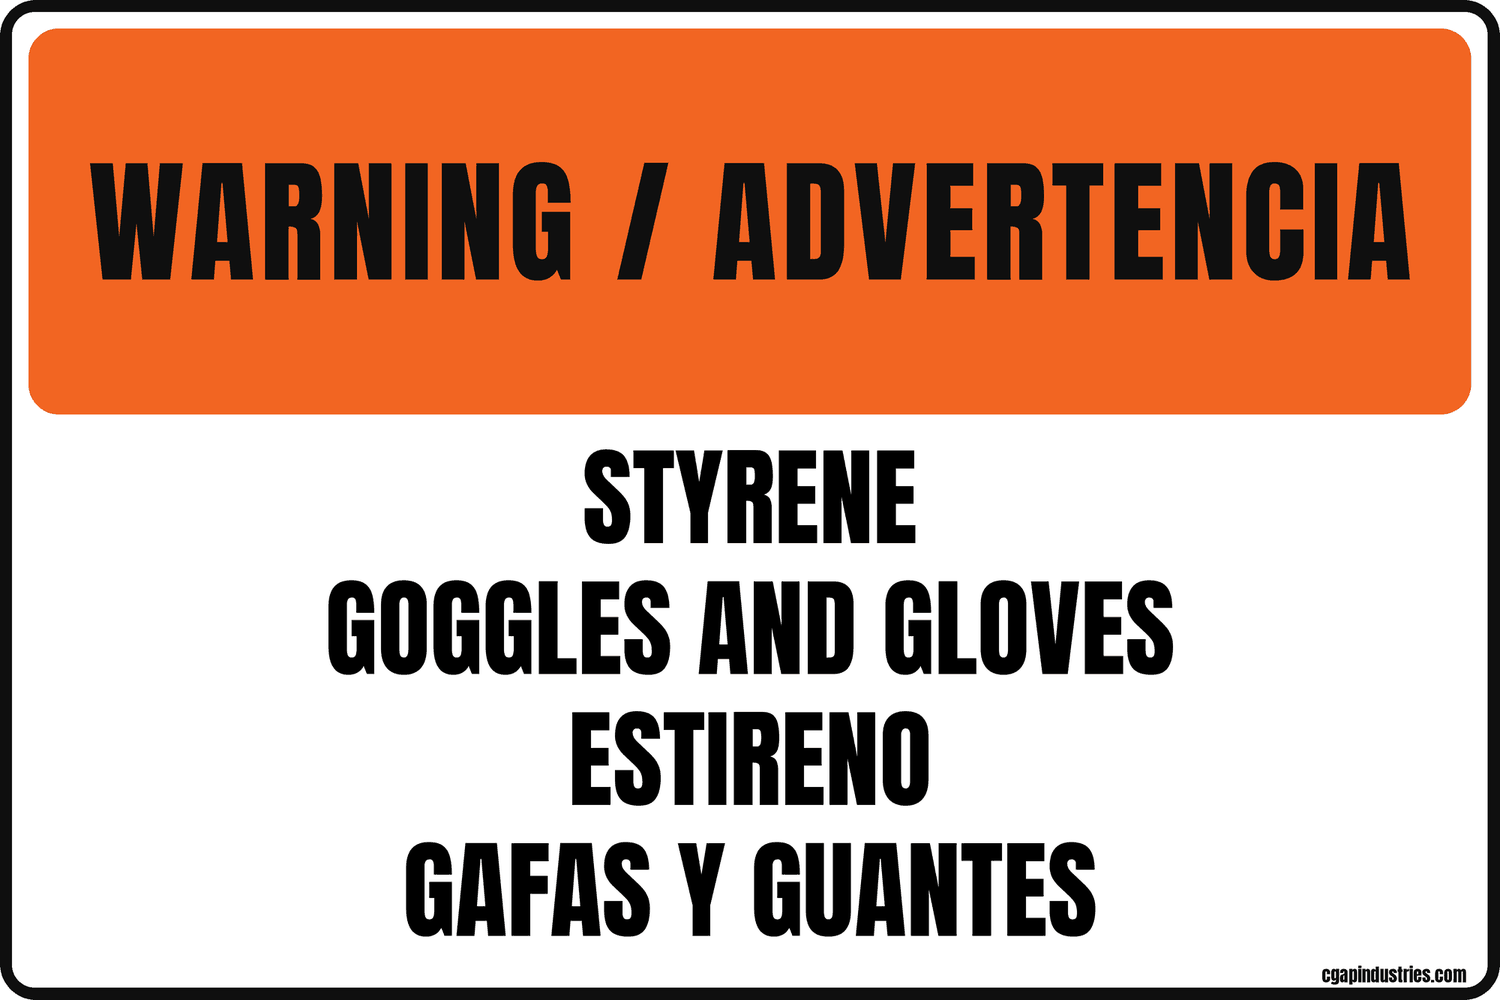 WARNING / ADVERTENCIA
STYRENE
GOGGLES AND GLOVES
ESTIRENO
GAFAS Y GUANTES
cgapindustries.com